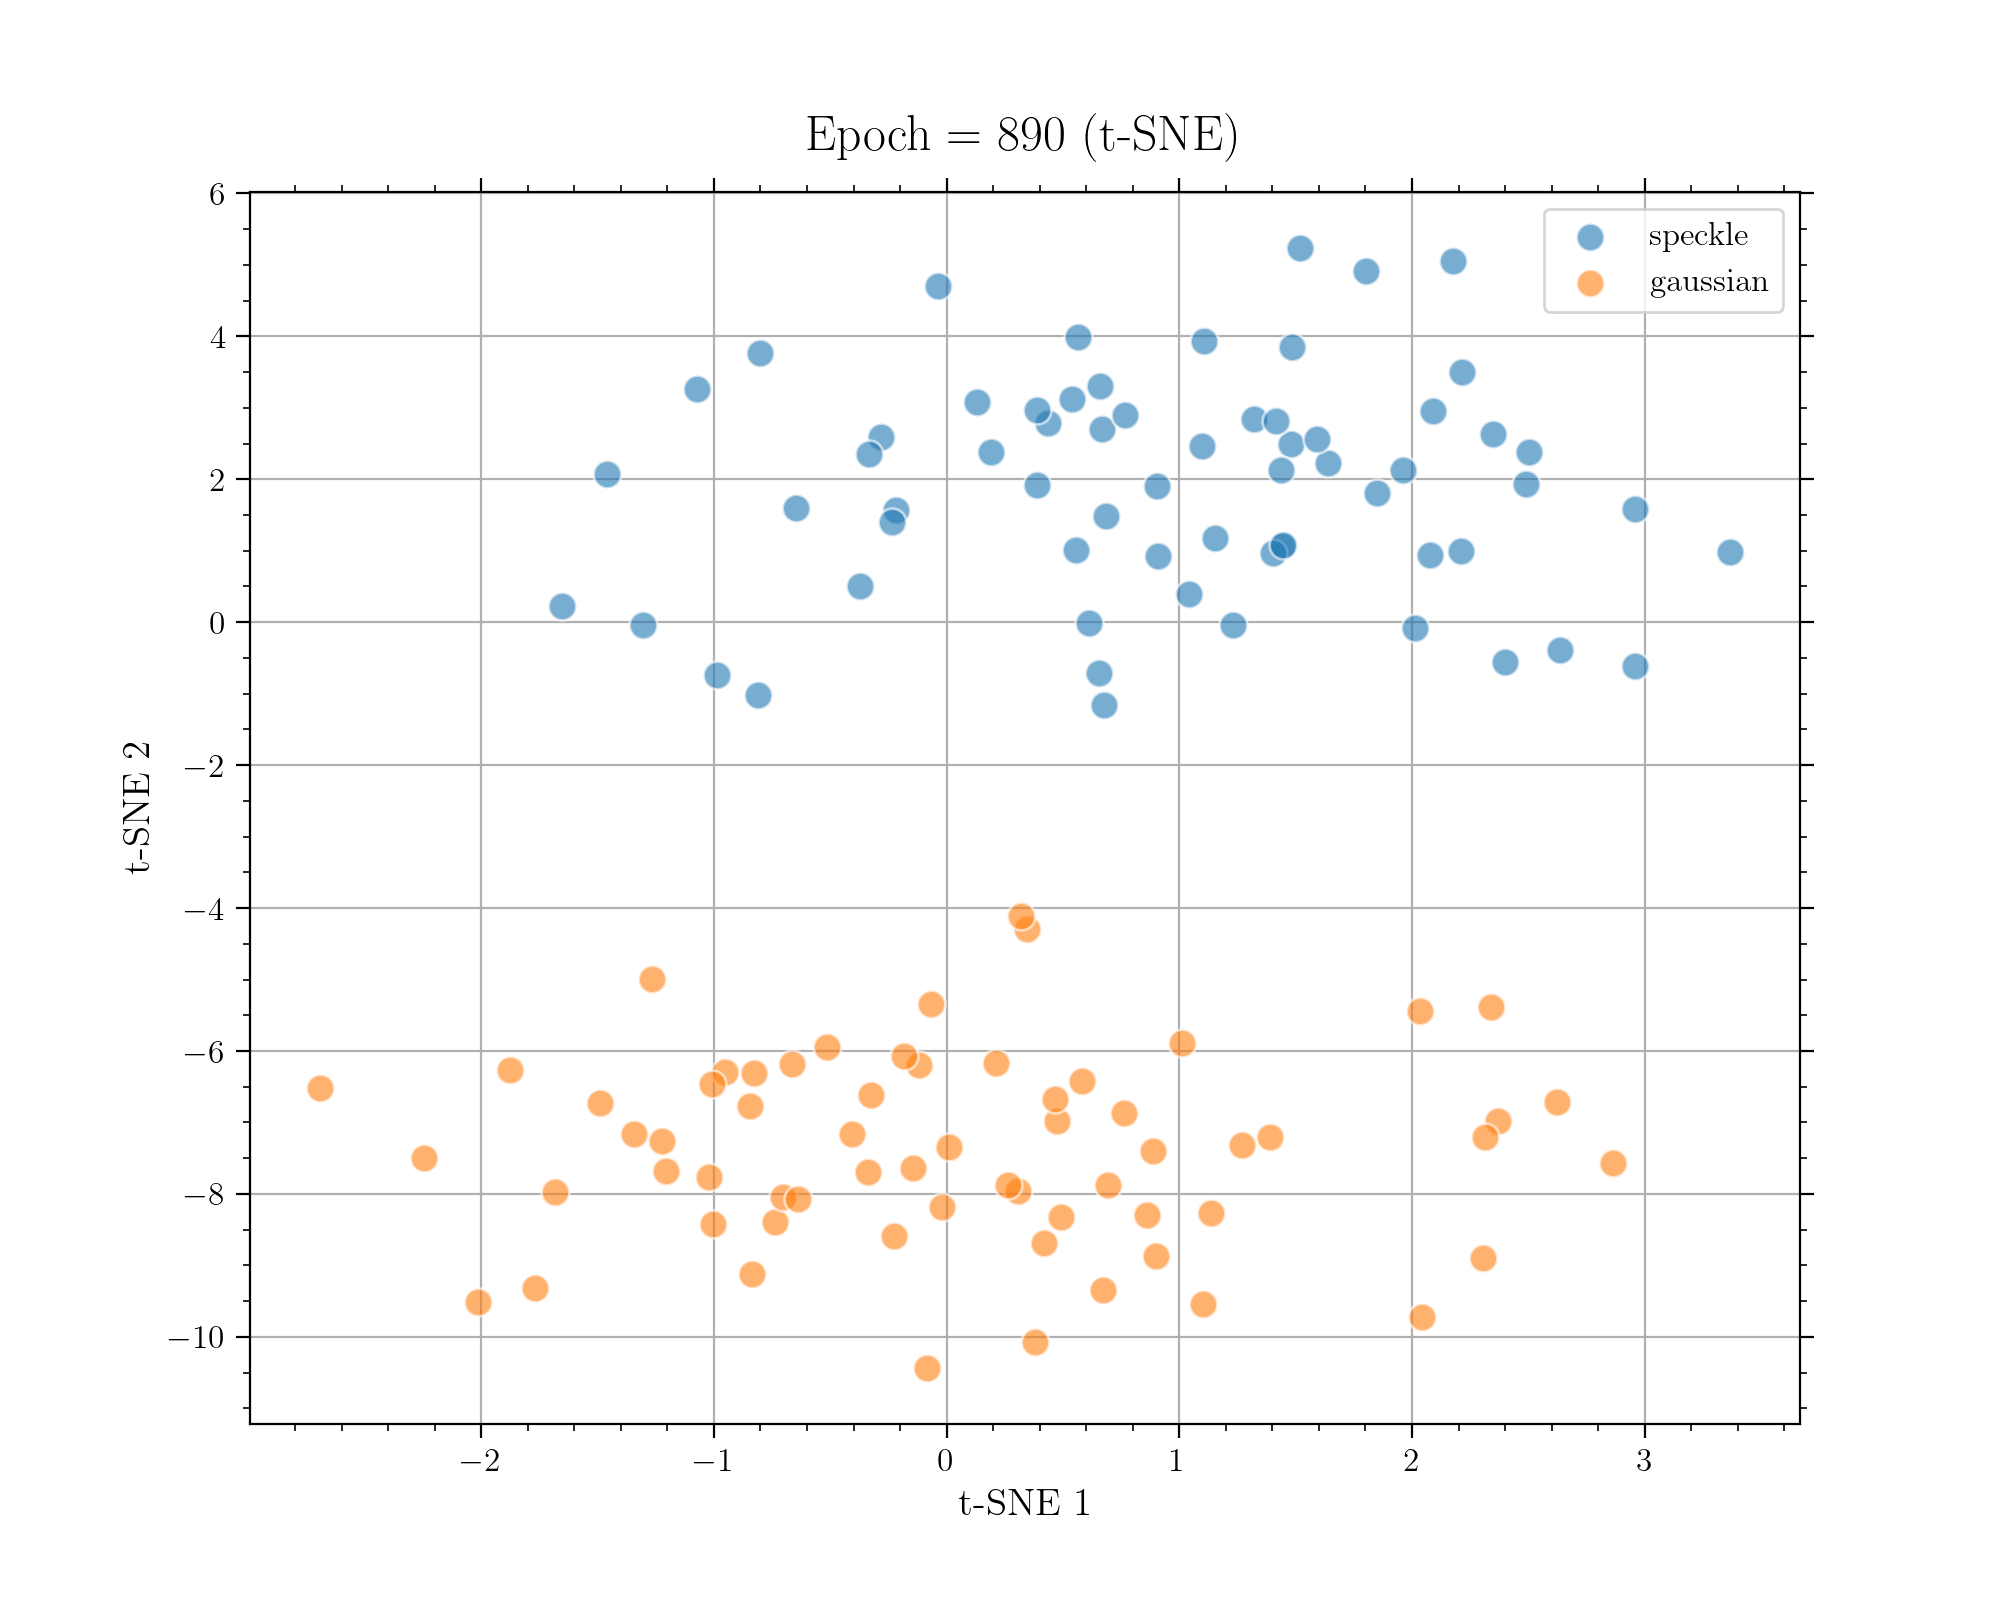 Epoch = 890 (t-SNE)
speckle
gaussian
6
4
2
0
−2
−4
−6
−8
−10
t-SNE 2
−2 −1 0 1 2 3
t-SNE 1